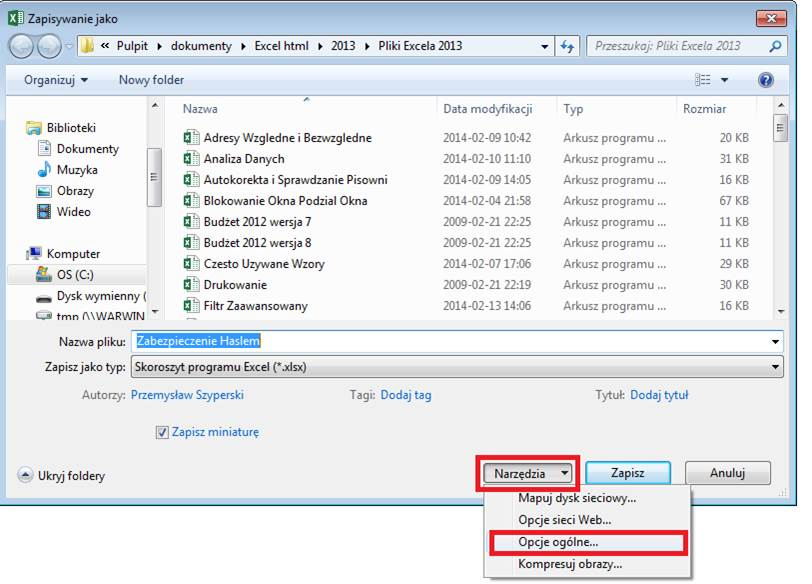 Zapisywanie jako
« Pulpit dokumenty Excel html 2013 Pliki Excela 2013 Przeszukaj: Pliki Excela 2013
Organizuj Nowy folder
Nazwa Data modyfikacji Typ Rozmiar
Biblioteki
Dokumenty
Muzyka
Obrazy
Wideo
Komputer
OS (C:)
Dysk wymienny (
tmp (\\WARWIN
Adresy Wzgledne i Bezwzgledne 2014-02-09 10:42 Arkusz programu ... 20 KB
Analiza Danych 2014-02-10 11:10 Arkusz programu ... 31 KB
Autokorekta i Sprawdzanie Pisowni 2014-02-09 14:05 Arkusz programu ... 16 KB
Blokowanie Okna Podzial Okna 2014-02-04 21:58 Arkusz programu ... 67 KB
Budżet 2012 wersja 7 2009-02-21 22:25 Arkusz programu ... 11 KB
Budżet 2012 wersja 8 2009-02-21 22:25 Arkusz programu ... 11 KB
Czesto Uzywane Wzory 2014-02-07 17:06 Arkusz programu ... 29 KB
Drukowanie 2009-02-21 22:19 Arkusz programu ... 30 KB
Filtr Zaawansowany 2014-02-13 14:06 Arkusz programu ... 16 KB
Nazwa pliku: Zabezpieczenie Haslem
Zapisz jako typ: Skoroszyt programu Excel (*.xlsx)
Autorzy: Przemysław Szyperski Tagi: Dodaj tag Tytuł: Dodaj tytuł
Zapisz miniaturę
Ukryj foldery Narzędzia Zapisz Anuluj
Mapuj dysk sieciowy...
Opcje sieci Web...
Opcje ogólne...
Kompresuj obrazy...